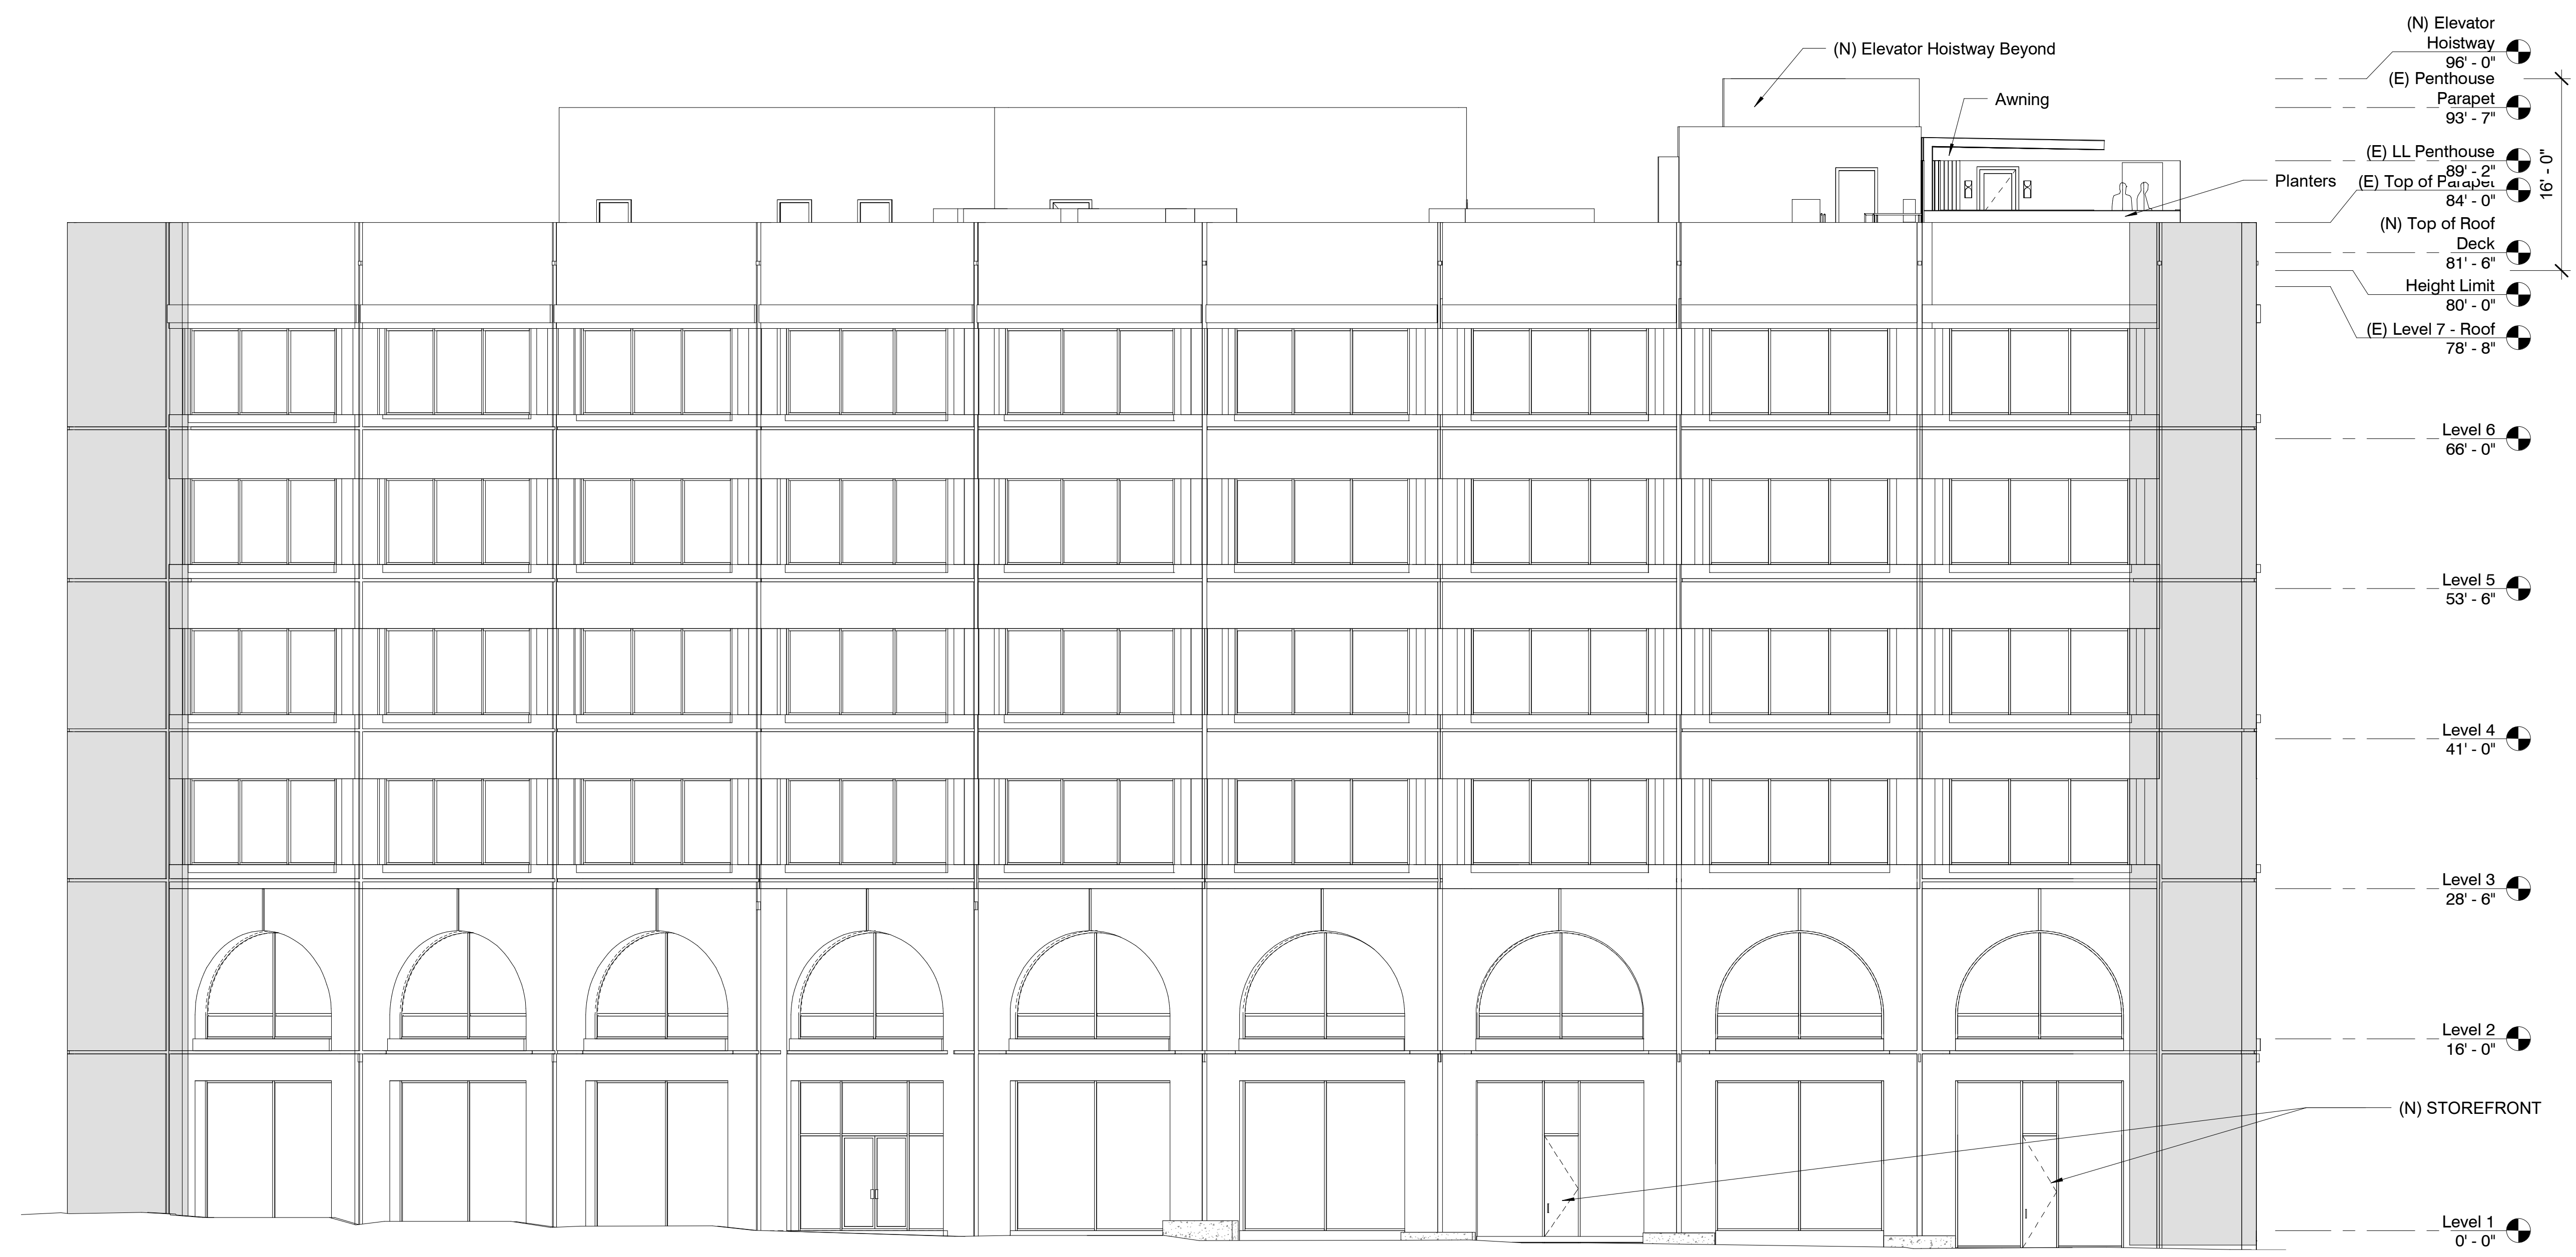 (N) Elevator
Hoistway
96' - 0"
(N) Elevator Hoistway Beyond
(E) Penthouse
Parapet
93' - 7"
Awning
(E) LL Penthouse
89' - 2"
16' - 0"
Planters
(E) Top of Parapet
84' - 0"
(N) Top of Roof
Deck
81' - 6"
Height Limit
80' - 0"
(E) Level 7 - Roof
78' - 8"
Level 6
66' - 0"
Level 5
53' - 6"
Level 4
41' - 0"
Level 3
28' - 6"
Level 2
16' - 0"
(N) STOREFRONT
Level 1
0' - 0"